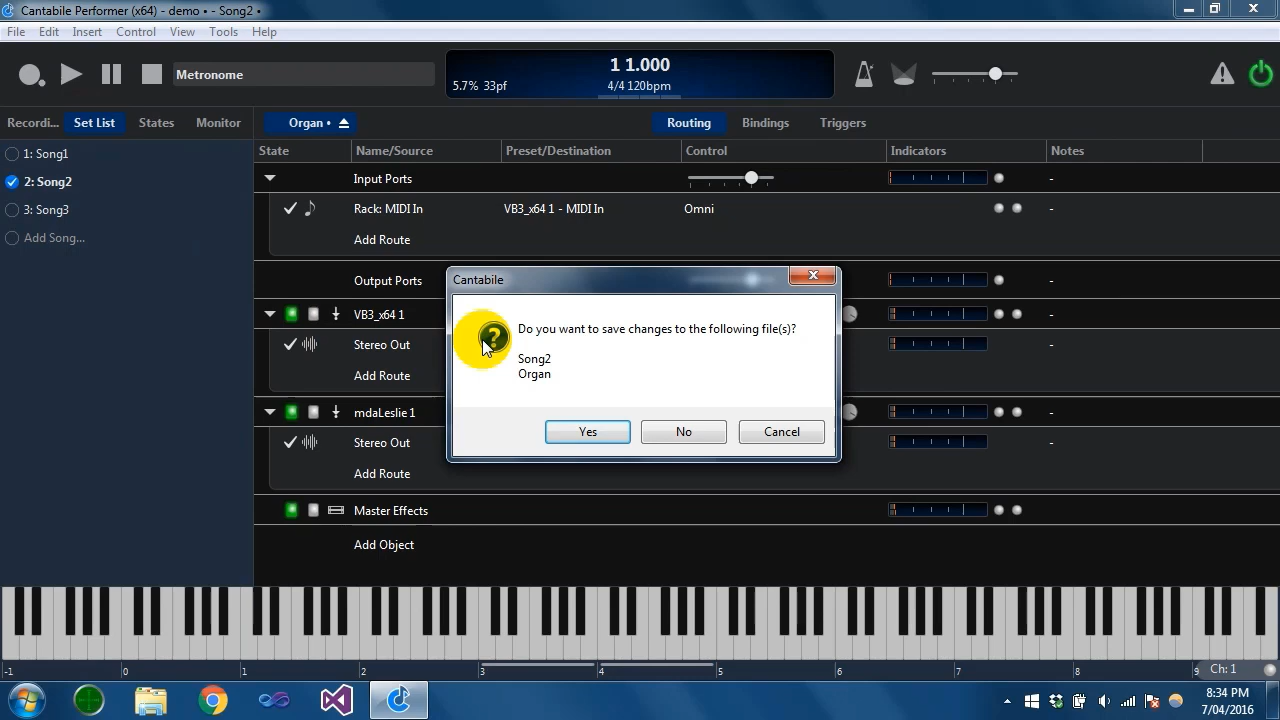 Cantabile Performer (x64) - demo • - Song2 •
File Edit Insert Control View Tools Help
Metronome
1 1.000
5.7% 33pf
4/4 120bpm
Recordi... Set List States Monitor
Organ •
Routing Bindings Triggers
State Name/Source Preset/Destination Control Indicators Notes
1: Song1
2: Song2
3: Song3
Add Song...
Input Ports -
Rack: MIDI In VB3_x64 1 - MIDI In Omni -
Add Route
Output Ports -
VB3_x64 1 -
Stereo Out -
Add Route
mdaLeslie 1 -
Stereo Out -
Add Route
Master Effects -
Add Object
Cantabile
Do you want to save changes to the following file(s)?
Song2
Organ
Yes No Cancel
-1 0 1 2 3 4 5 6 7 8 9
Ch: 1
8:34 PM
7/04/2016